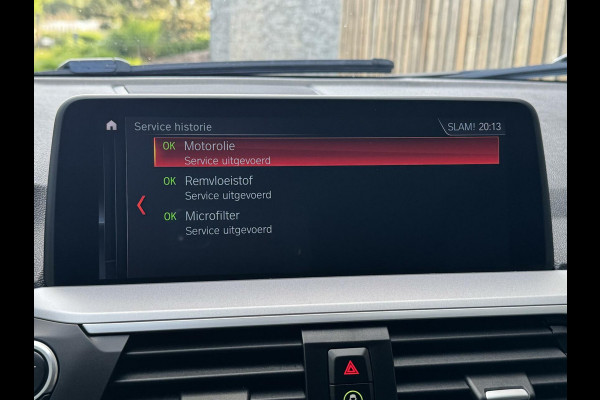 Service historie
SLAM! 20:13
OK Motorolie
Service uitgevoerd
OK Remvloeistof
Service uitgevoerd
OK Microfilter
Service uitgevoerd